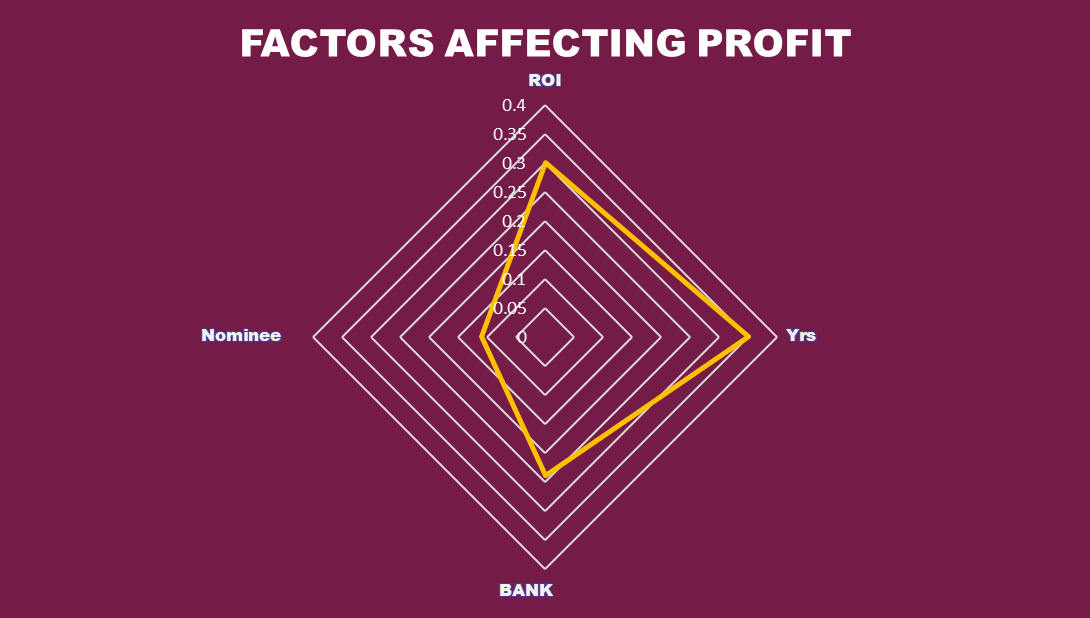 FACTORS AFFECTING PROFIT
ROI
0.4
0.35
0.3
0.25
0.2
0.15
0.1
0.05
0
Nominee
Yrs
BANK